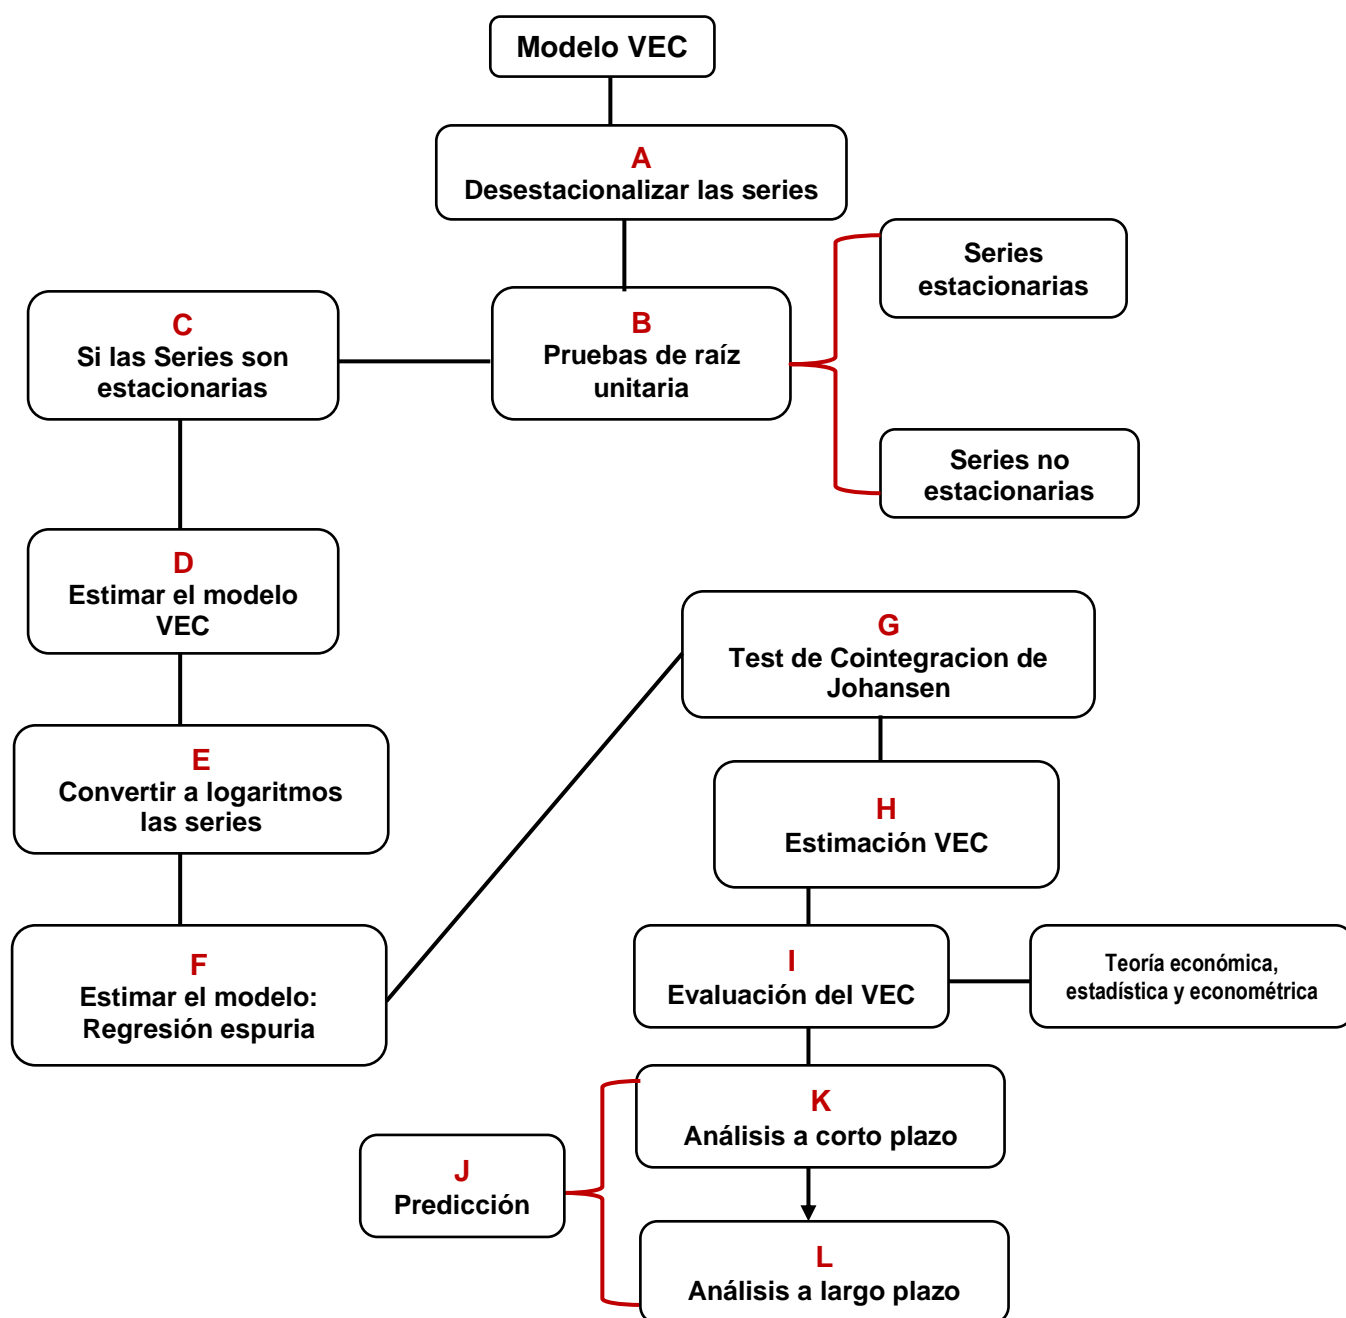 Modelo VEC
A
Desestacionalizar las series
Series
estacionarias
B
Pruebas de raíz
unitaria
C
Si las Series son
estacionarias
Series no
estacionarias
D
Estimar el modelo
VEC
E
Convertir a logaritmos
las series
F
Estimar el modelo:
Regresión espuria
G
Test de Cointegracion de
Johansen
H
Estimación VEC
I
Evaluación del VEC
Teoría económica,
estadística y econométrica
J
Predicción
K
Análisis a corto plazo
L
Análisis a largo plazo